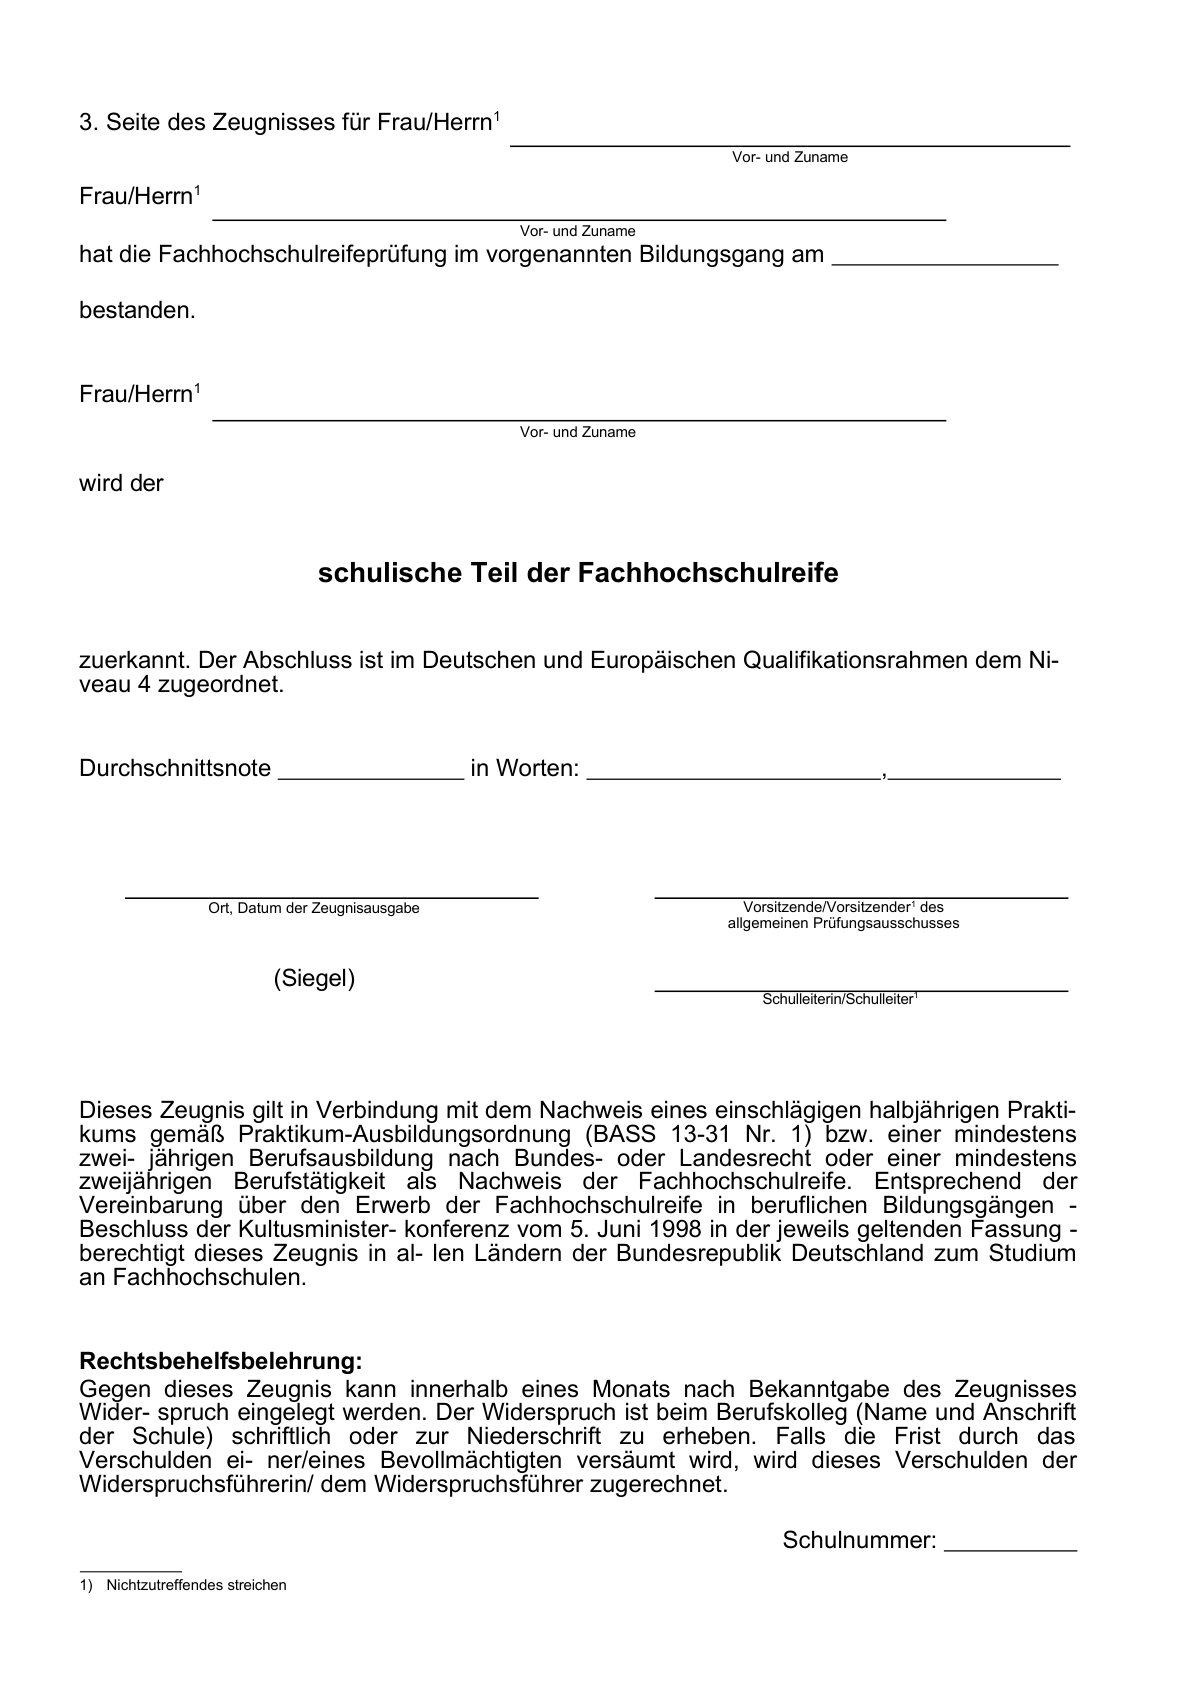 3. Seite des Zeugnisses für Frau/Herrn¹
Vor- und Zuname
Frau/Herrn¹
Vor- und Zuname
hat die Fachhochschulreifeprüfung im vorgenannten Bildungsgang am _________________
bestanden.
Frau/Herrn¹
Vor- und Zuname
wird der
schulische Teil der Fachhochschulreife
zuerkannt. Der Abschluss ist im Deutschen und Europäischen Qualifikationsrahmen dem Ni-
veau 4 zugeordnet.
Durchschnittsnote ______________ in Worten: ______________________,_____________
Ort, Datum der Zeugnisausgabe
Vorsitzende/Vorsitzender¹ des
allgemeinen Prüfungsausschusses
(Siegel)
Schulleiterin/Schulleiter¹
Dieses Zeugnis gilt in Verbindung mit dem Nachweis eines einschlägigen halbjährigen Prakti-
kums gemäß Praktikum-Ausbildungsordnung (BASS 13-31 Nr. 1) bzw. einer mindestens
zwei- jährigen Berufsausbildung nach Bundes- oder Landesrecht oder einer mindestens
zweijährigen Berufstätigkeit als Nachweis der Fachhochschulreife. Entsprechend der
Vereinbarung über den Erwerb der Fachhochschulreife in beruflichen Bildungsgängen -
Beschluss der Kultusminister- konferenz vom 5. Juni 1998 in der jeweils geltenden Fassung -
berechtigt dieses Zeugnis in al- len Ländern der Bundesrepublik Deutschland zum Studium
an Fachhochschulen.
Rechtsbehelfsbelehrung:
Gegen dieses Zeugnis kann innerhalb eines Monats nach Bekanntgabe des Zeugnisses
Wider- spruch eingelegt werden. Der Widerspruch ist beim Berufskolleg (Name und Anschrift
der Schule) schriftlich oder zur Niederschrift zu erheben. Falls die Frist durch das
Verschulden ei- ner/eines Bevollmächtigten versäumt wird, wird dieses Verschulden der
Widerspruchsführerin/ dem Widerspruchsführer zugerechnet.
Schulnummer: __________
1) Nichtzutreffendes streichen